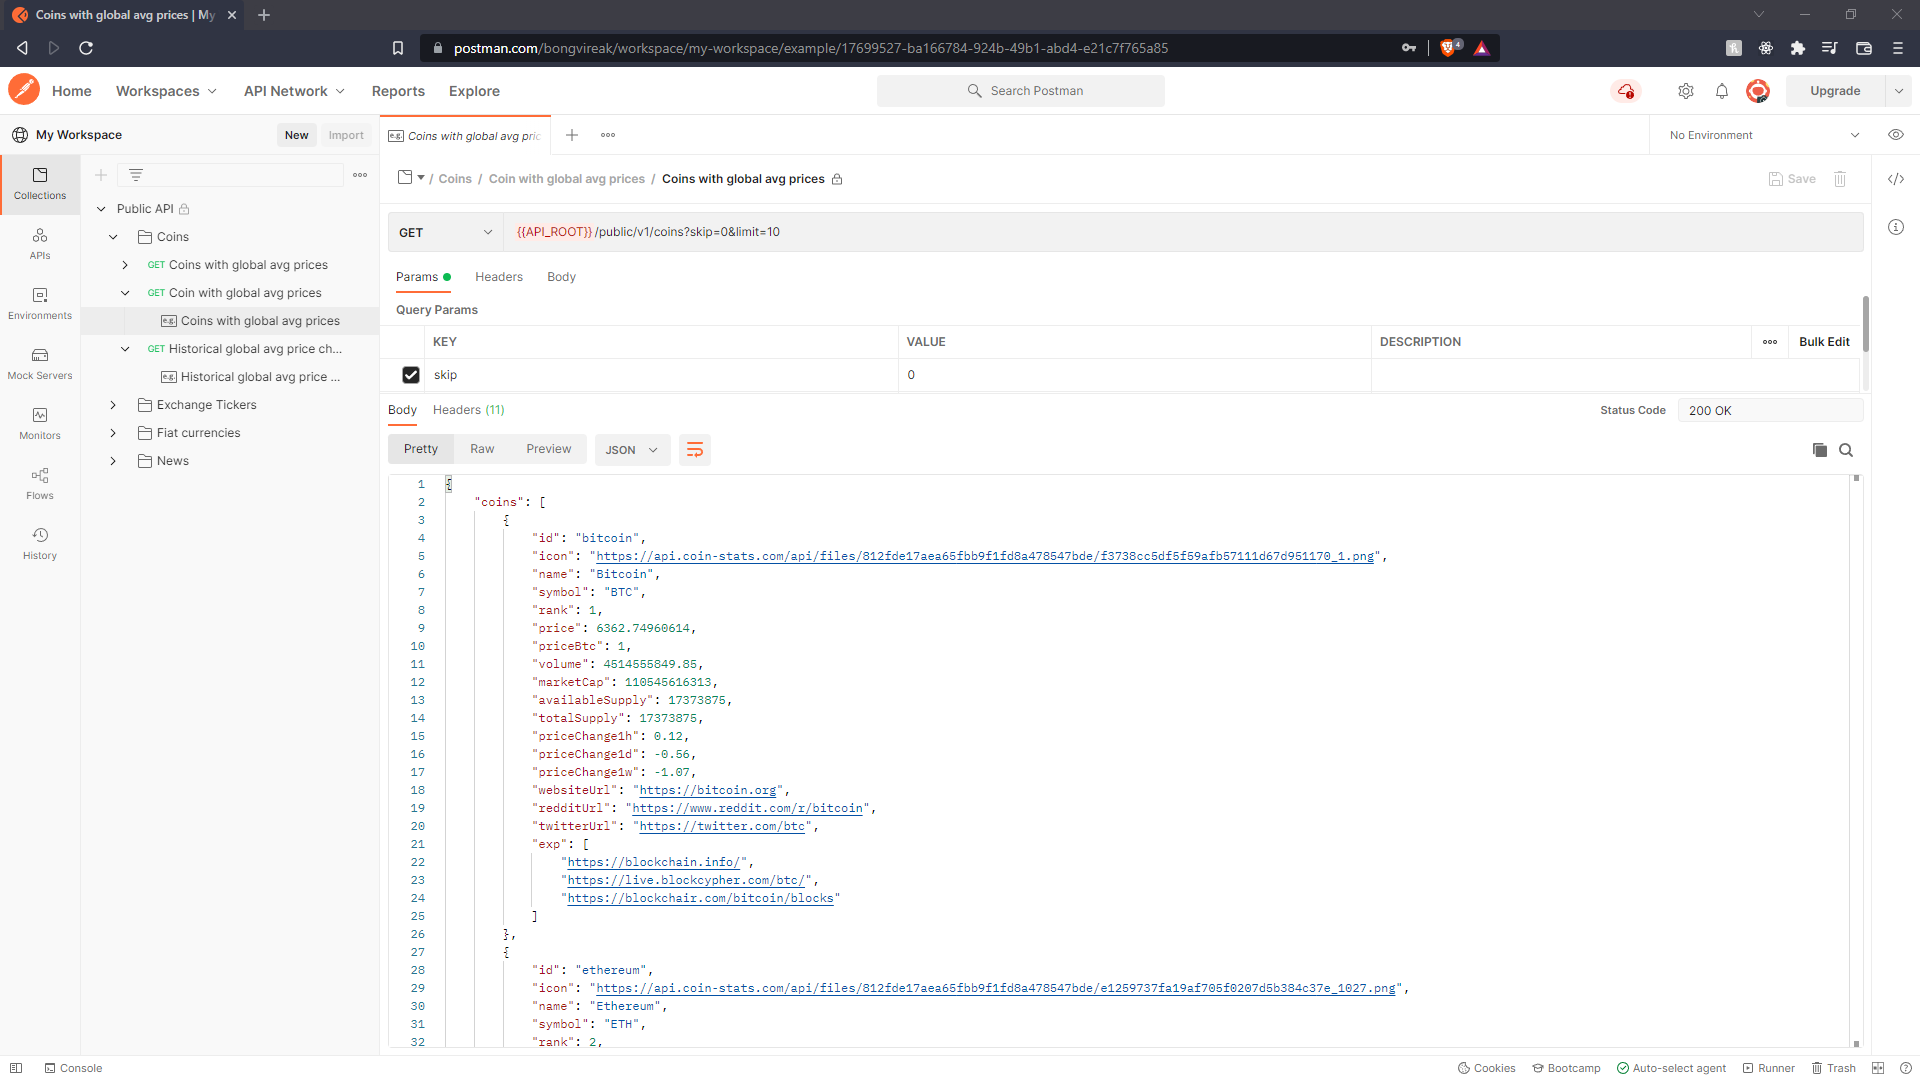 Coins with global avg prices | My
postman.com/bongvireak/workspace/my-workspace/example/17699527-ba166784-924b-49b1-abd4-e21c7f765a85
4
Home Workspaces API Network Reports Explore
Search Postman
Upgrade
My Workspace
New Import
e.g. Coins with global avg pric
No Environment
Collections
APIs
Environments
Mock Servers
Monitors
Flows
History
Public API
Coins
GET Coins with global avg prices
GET Coin with global avg prices
e.g. Coins with global avg prices
GET Historical global avg price ch...
e.g. Historical global avg price ...
Exchange Tickers
Fiat currencies
News
/ Coins / Coin with global avg prices / Coins with global avg prices
Save
GET {{API_ROOT}}/public/v1/coins?skip=0&limit=10
Params Headers Body
Query Params
KEY VALUE DESCRIPTION Bulk Edit
skip 0
Body Headers (11)
Status Code 200 OK
Pretty Raw Preview JSON
1 {
2 "coins": [
3 {
4 "id": "bitcoin",
5 "icon": "https://api.coin-stats.com/api/files/812fde17aea65fbb9f1fd8a478547bde/f3738cc5df5f59afb57111d67d951170_1.png",
6 "name": "Bitcoin",
7 "symbol": "BTC",
8 "rank": 1,
9 "price": 6362.74960614,
10 "priceBtc": 1,
11 "volume": 4514555849.85,
12 "marketCap": 110545616313,
13 "availableSupply": 17373875,
14 "totalSupply": 17373875,
15 "priceChange1h": 0.12,
16 "priceChange1d": -0.56,
17 "priceChange1w": -1.07,
18 "websiteUrl": "https://bitcoin.org",
19 "redditUrl": "https://www.reddit.com/r/bitcoin",
20 "twitterUrl": "https://twitter.com/btc",
21 "exp": [
22 "https://blockchain.info/",
23 "https://live.blockcypher.com/btc/",
24 "https://blockchair.com/bitcoin/blocks"
25 ]
26 },
27 {
28 "id": "ethereum",
29 "icon": "https://api.coin-stats.com/api/files/812fde17aea65fbb9f1fd8a478547bde/e1259737fa19af705f0207d5b384c37e_1027.png",
30 "name": "Ethereum",
31 "symbol": "ETH",
32 "rank": 2,
Console
Cookies Bootcamp Auto-select agent Runner Trash